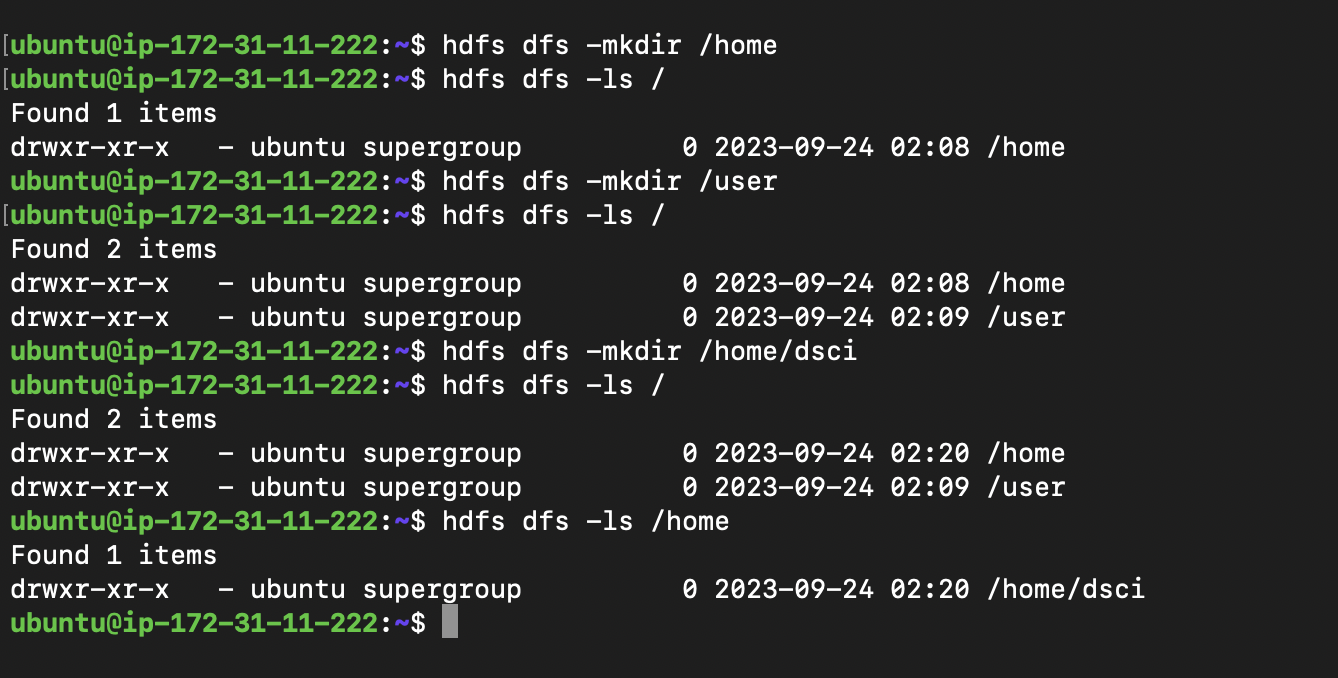 [ubuntu@ip-172-31-11-222:~$ hdfs dfs -mkdir /home
[ubuntu@ip-172-31-11-222:~$ hdfs dfs -ls /
Found 1 items
drwxr-xr-x   - ubuntu supergroup          0 2023-09-24 02:08 /home
ubuntu@ip-172-31-11-222:~$ hdfs dfs -mkdir /user
[ubuntu@ip-172-31-11-222:~$ hdfs dfs -ls /
Found 2 items
drwxr-xr-x   - ubuntu supergroup          0 2023-09-24 02:08 /home
drwxr-xr-x   - ubuntu supergroup          0 2023-09-24 02:09 /user
ubuntu@ip-172-31-11-222:~$ hdfs dfs -mkdir /home/dsci
ubuntu@ip-172-31-11-222:~$ hdfs dfs -ls /
Found 2 items
drwxr-xr-x   - ubuntu supergroup          0 2023-09-24 02:20 /home
drwxr-xr-x   - ubuntu supergroup          0 2023-09-24 02:09 /user
ubuntu@ip-172-31-11-222:~$ hdfs dfs -ls /home
Found 1 items
drwxr-xr-x   - ubuntu supergroup          0 2023-09-24 02:20 /home/dsci
ubuntu@ip-172-31-11-222:~$